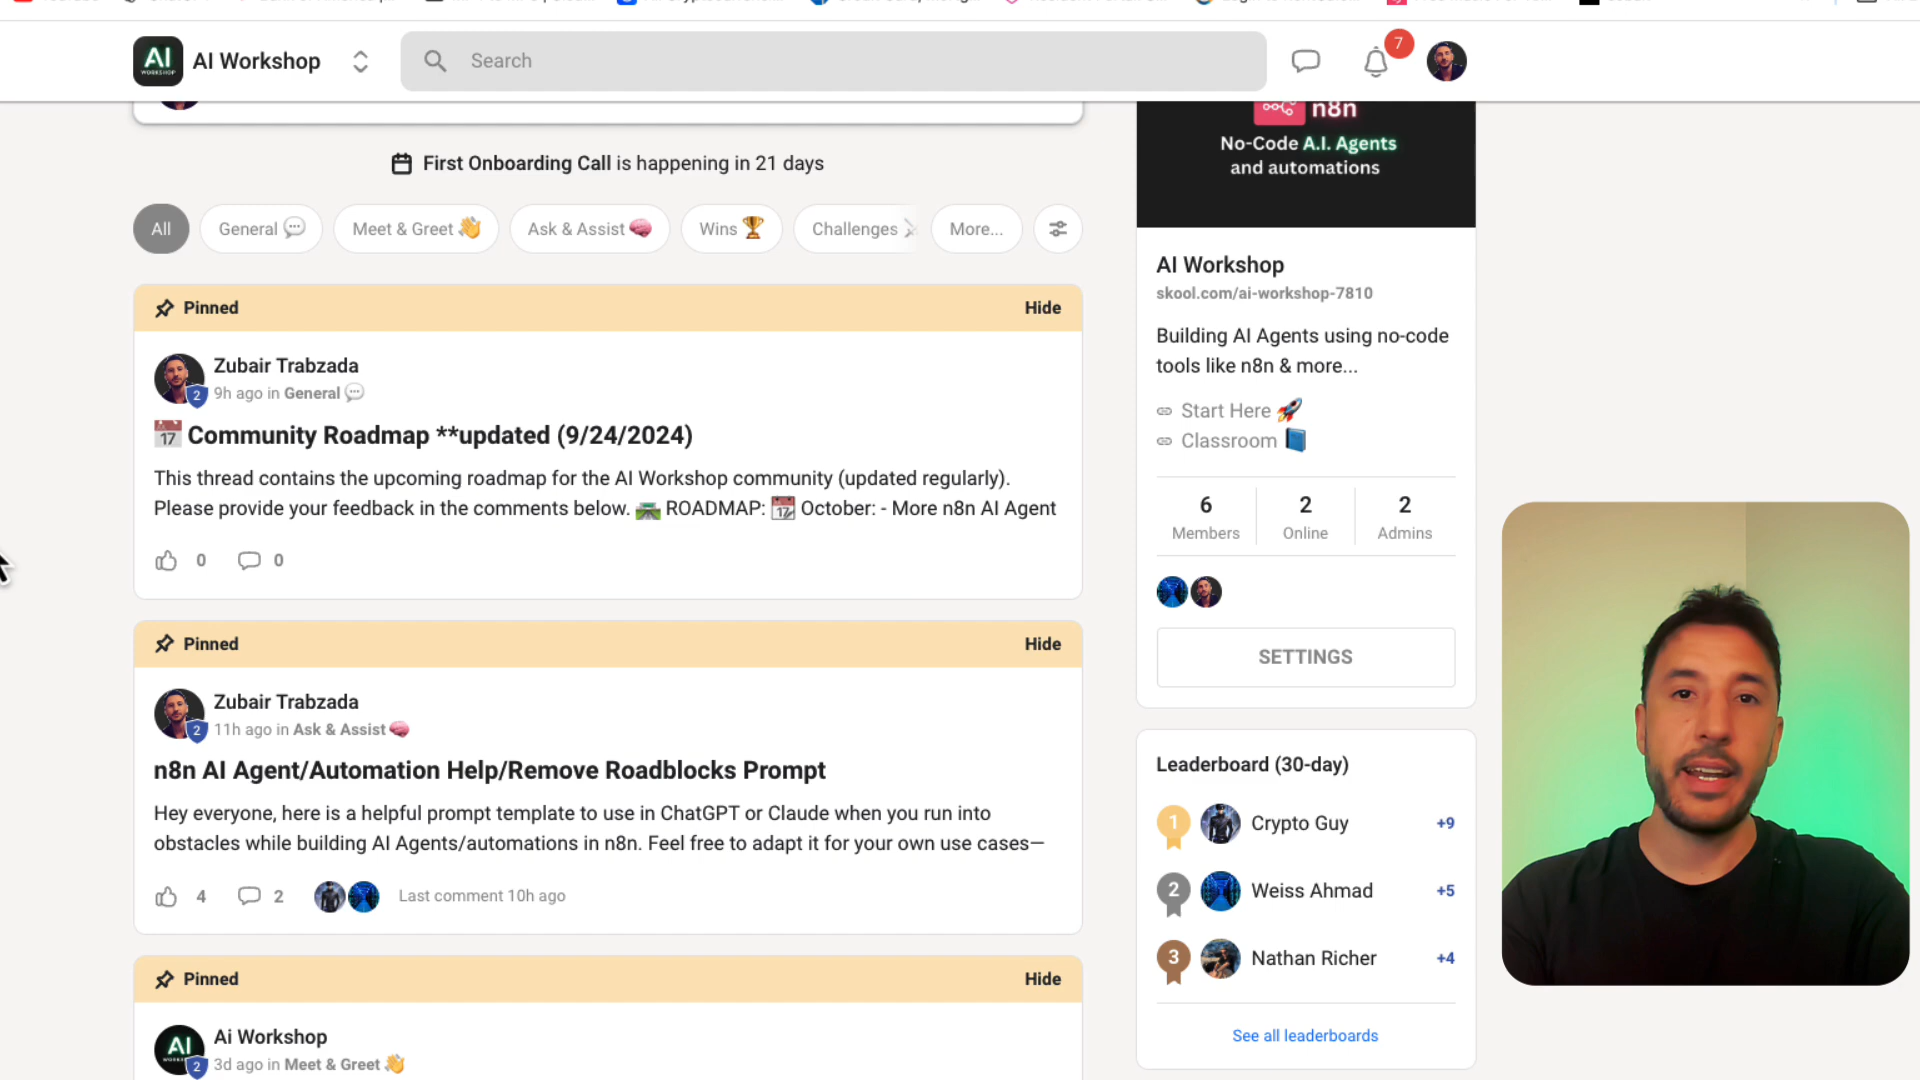 AI
WORKSHOP
AI Workshop
Search
7
n8n
No-Code A.I. Agents
and automations
First Onboarding Call is happening in 21 days
All
General
Meet & Greet
Ask & Assist
Wins
Challenges
More...
Pinned
Hide
Zubair Trabzada
2
9h ago in General
17
Community Roadmap **updated (9/24/2024)
This thread contains the upcoming roadmap for the AI Workshop community (updated regularly).
Please provide your feedback in the comments below. ROADMAP: 17 October: - More n8n AI Agent
0
0
Pinned
Hide
Zubair Trabzada
2
11h ago in Ask & Assist
n8n AI Agent/Automation Help/Remove Roadblocks Prompt
Hey everyone, here is a helpful prompt template to use in ChatGPT or Claude when you run into
obstacles while building AI Agents/automations in n8n. Feel free to adapt it for your own use cases—
4
2
Last comment 10h ago
Pinned
Hide
AI
Ai Workshop
2
3d ago in Meet & Greet
AI Workshop
skool.com/ai-workshop-7810
Building AI Agents using no-code
tools like n8n & more...
Start Here
Classroom
6
Members
2
Online
2
Admins
SETTINGS
Leaderboard (30-day)
1
Crypto Guy
+9
2
Weiss Ahmad
+5
3
Nathan Richer
+4
See all leaderboards